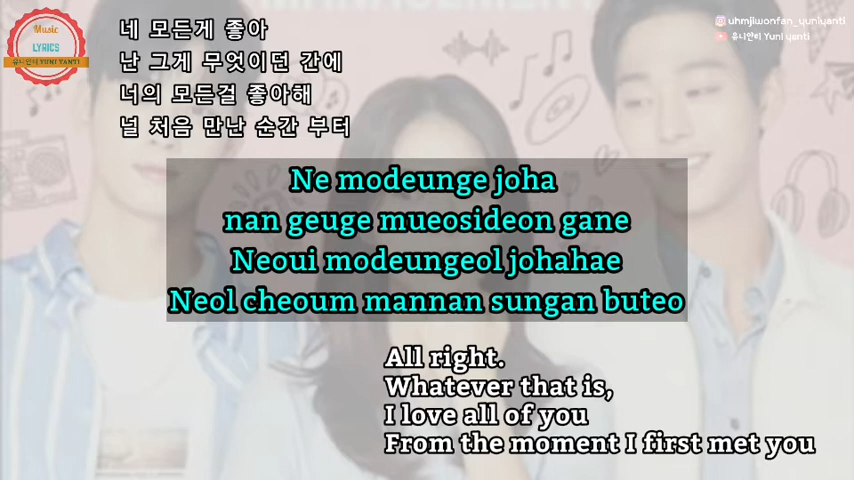 Music
LYRICS
유니얀티 YUNI YANTI
uhmjiwonfan_yuniyanti
유니얀티 Yuni yanti
네 모든게 좋아
난 그게 무엇이던 간에
너의 모든걸 좋아해
널 처음 만난 순간 부터
Ne modeunge joha
nan geuge mueosideon gane
Neoui modeungeol johahae
Neol cheoum mannan sungan buteo
All right.
Whatever that is,
I love all of you
From the moment I first met you